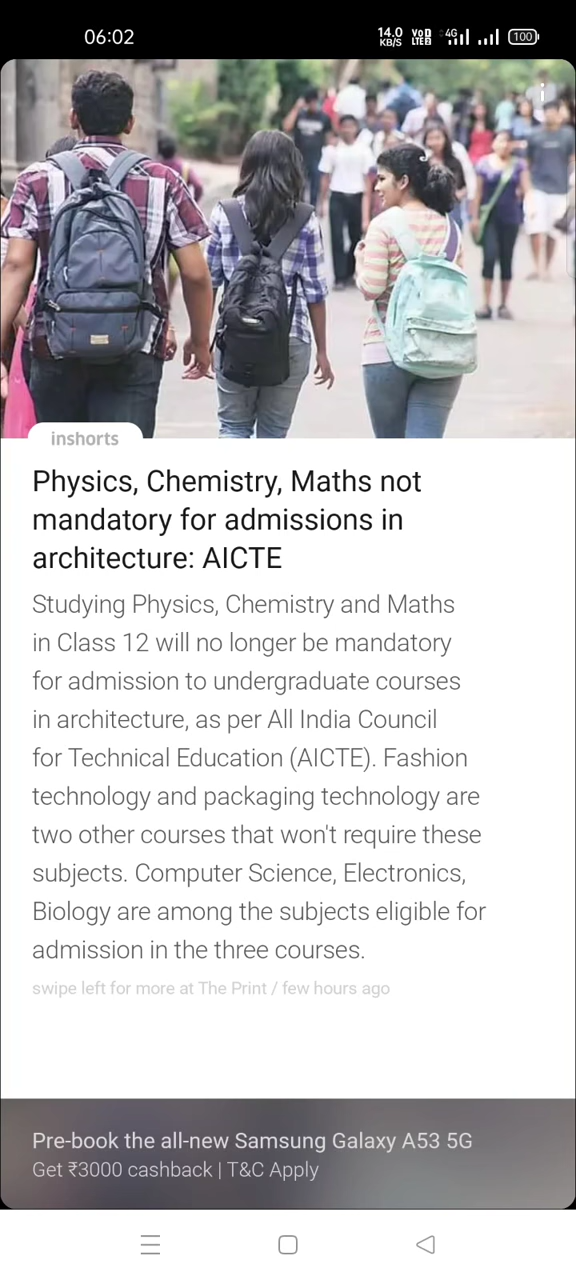 06:02
14.0 KB/S VoD LTE2 4G 100
i
inshorts
Physics, Chemistry, Maths not
mandatory for admissions in
architecture: AICTE
Studying Physics, Chemistry and Maths
in Class 12 will no longer be mandatory
for admission to undergraduate courses
in architecture, as per All India Council
for Technical Education (AICTE). Fashion
technology and packaging technology are
two other courses that won't require these
subjects. Computer Science, Electronics,
Biology are among the subjects eligible for
admission in the three courses.
swipe left for more at The Print / few hours ago
Pre-book the all-new Samsung Galaxy A53 5G
Get ₹3000 cashback | T&C Apply